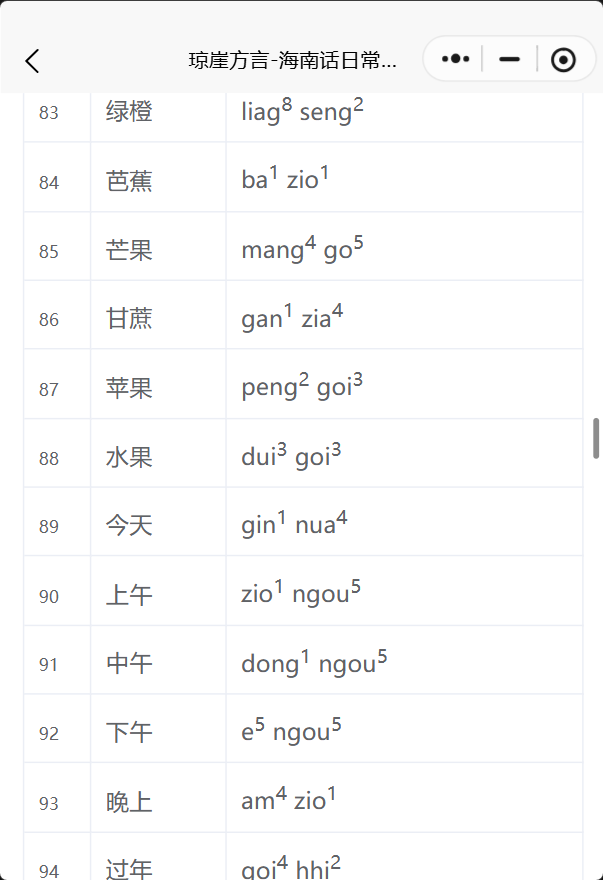 琼崖方言-海南话日常...
83 绿橙 liag⁸ seng²
84 芭蕉 ba¹ zio¹
85 芒果 mang⁴ go⁵
86 甘蔗 gan¹ zia⁴
87 苹果 peng² goi³
88 水果 dui³ goi³
89 今天 gin¹ nua⁴
90 上午 zio¹ ngou⁵
91 中午 dong¹ ngou⁵
92 下午 e⁵ ngou⁵
93 晚上 am⁴ zio¹
94 过年 goi⁴ hhi²